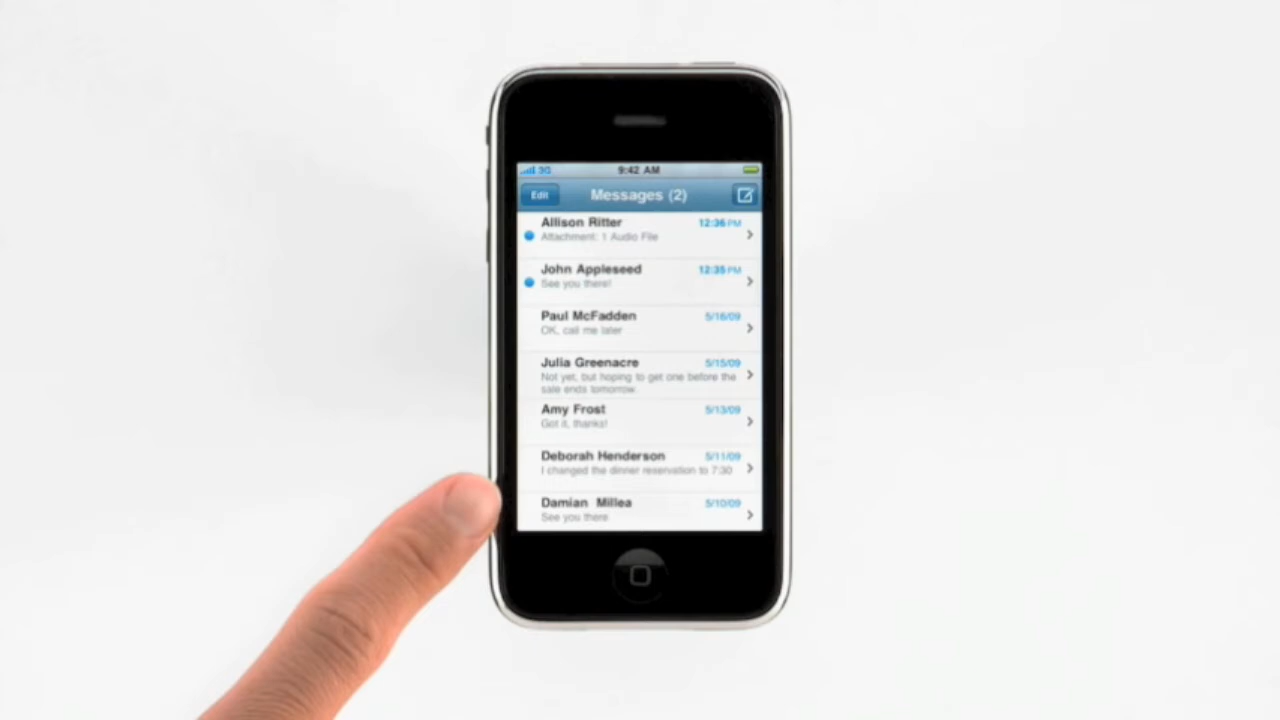 3G 9:42 AM
Edit Messages (2)
Allison Ritter 12:36 PM
Attachment: 1 Audio File
John Appleseed 12:35 PM
See you there!
Paul McFadden 5/16/09
OK, call me later
Julia Greenacre 5/15/09
Not yet, but hoping to get one before the
sale ends tomorrow.
Amy Frost 5/13/09
Got it, thanks!
Deborah Henderson 5/11/09
I changed the dinner reservation to 7:30
Damian Millea 5/10/09
See you there.